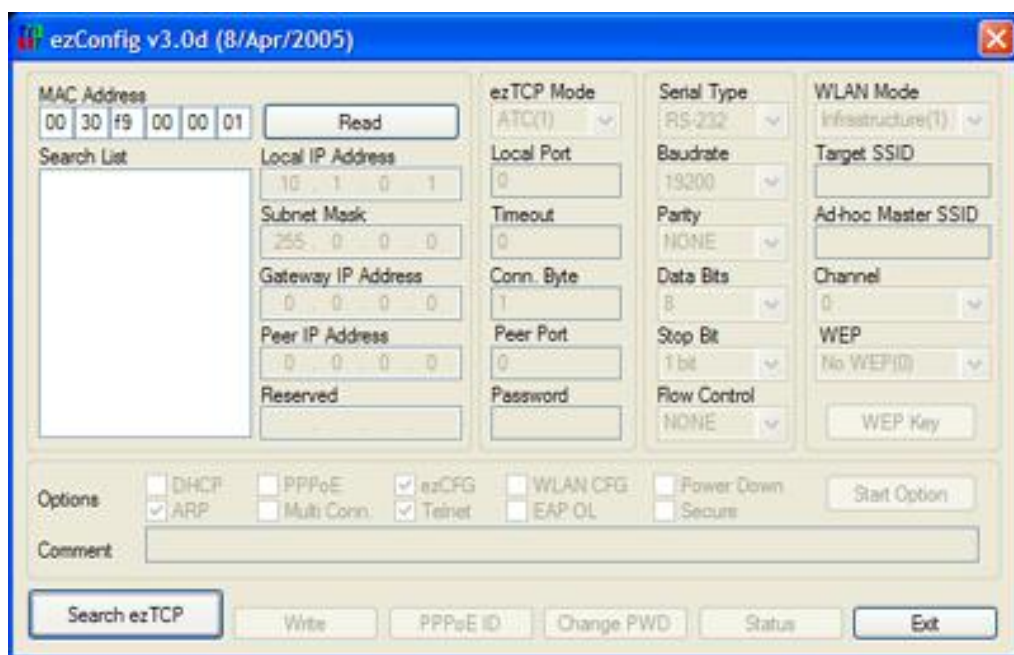 ezConfig v3.0d (8/Apr/2005)
MAC Address
00 30 f9 00 00 01
Read
Search List
Local IP Address
10 . 1 . 0 . 1
Subnet Mask
255 . 0 . 0 . 0
Gateway IP Address
0 . 0 . 0 . 0
Peer IP Address
0 . 0 . 0 . 0
Reserved
ezTCP Mode
ATC(1)
Local Port
0
Timeout
0
Conn. Byte
1
Peer Port
0
Password
Serial Type
RS-232
Baudrate
19200
Parity
NONE
Data Bits
8
Stop Bit
1 bit
Flow Control
NONE
WLAN Mode
Infrastructure(1)
Target SSID
Ad-hoc Master SSID
Channel
0
WEP
No WEP(0)
WEP Key
Options
DHCP PPPoE ezCFG WLAN CFG Power Down
ARP Multi Conn. Telnet EAP OL Secure
Start Option
Comment
Search ezTCP Write PPPoE ID Change PWD Status Exit